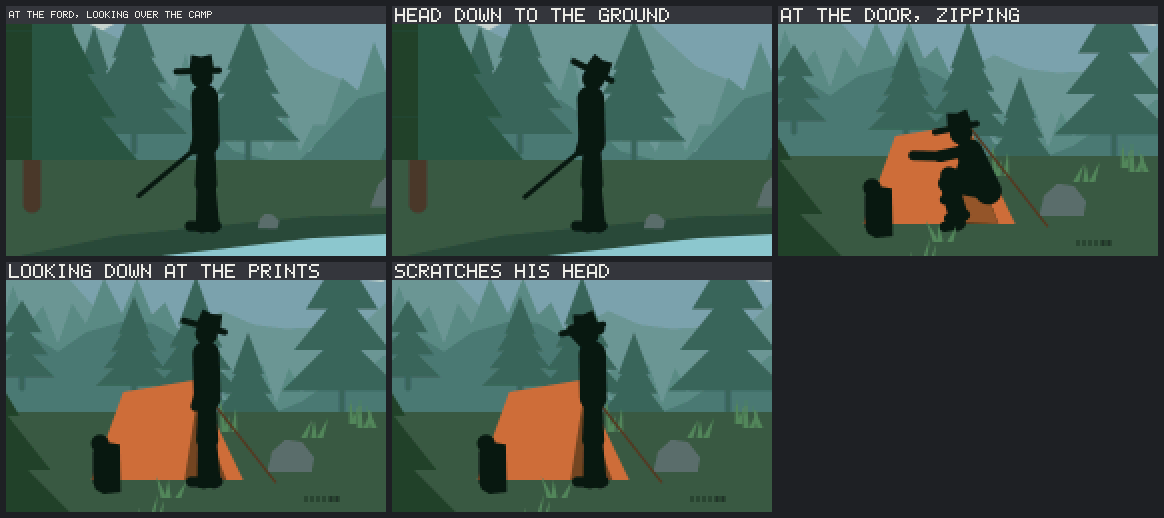 AT THE FORD, LOOKING OVER THE CAMP
HEAD DOWN TO THE GROUND
AT THE DOOR, ZIPPING
LOOKING DOWN AT THE PRINTS
SCRATCHES HIS HEAD